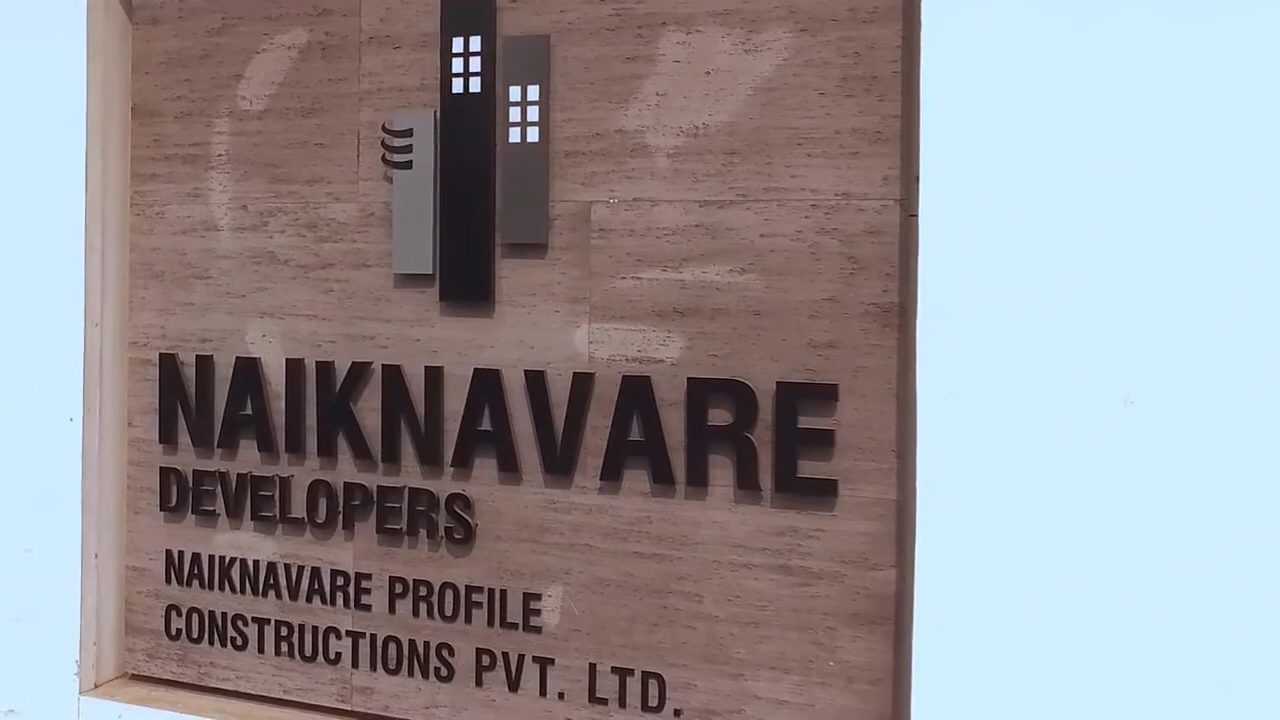 NAIKNAVARE
DEVELOPERS
NAIKNAVARE PROFILE
CONSTRUCTIONS PVT. LTD.